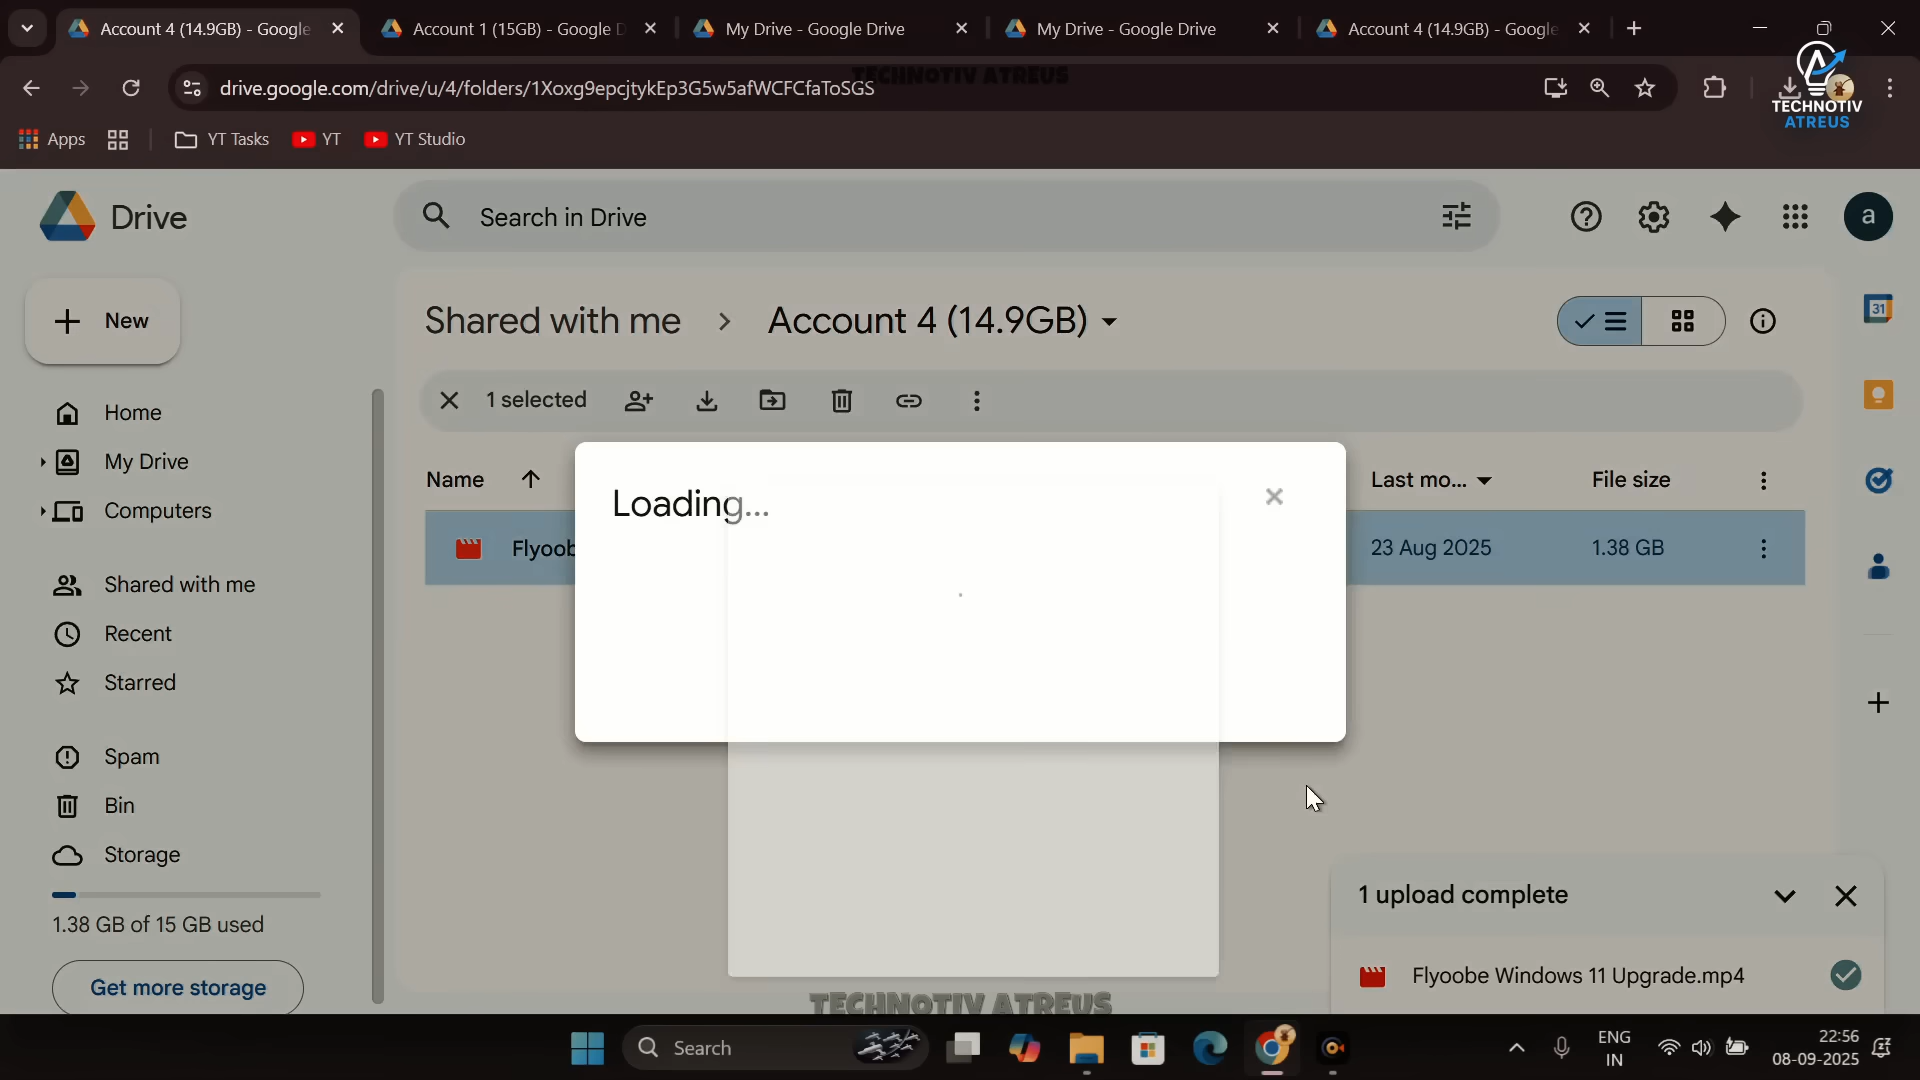 Account 4 (14.9GB) - Google
Account 1 (15GB) - Google D
My Drive - Google Drive
My Drive - Google Drive
Account 4 (14.9GB) - Google
TECHNOTIV ATREUS
drive.google.com/drive/u/4/folders/1Xoxg9epcjtykEp3G5w5afWCFCfaToSGS
TECHNOTIV
ATREUS
Apps
YT Tasks
YT
YT Studio
Drive
Search in Drive
a
New
Shared with me
Account 4 (14.9GB)
1 selected
Home
My Drive
Computers
Shared with me
Recent
Starred
Spam
Bin
Storage
1.38 GB of 15 GB used
Get more storage
Name
Last mo...
File size
Flyoob
23 Aug 2025
1.38 GB
Loading...
31
1 upload complete
Flyoobe Windows 11 Upgrade.mp4
TECHNOTIV ATREUS
Search
ENG
IN
22:56
08-09-2025